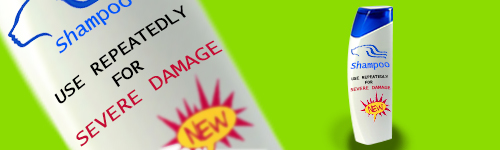 Shampoo
USE REPEATEDLY
FOR
SEVERE DAMAGE
NEW
Shampoo
USE REPEATEDLY
FOR
SEVERE DAMAGE
NEW